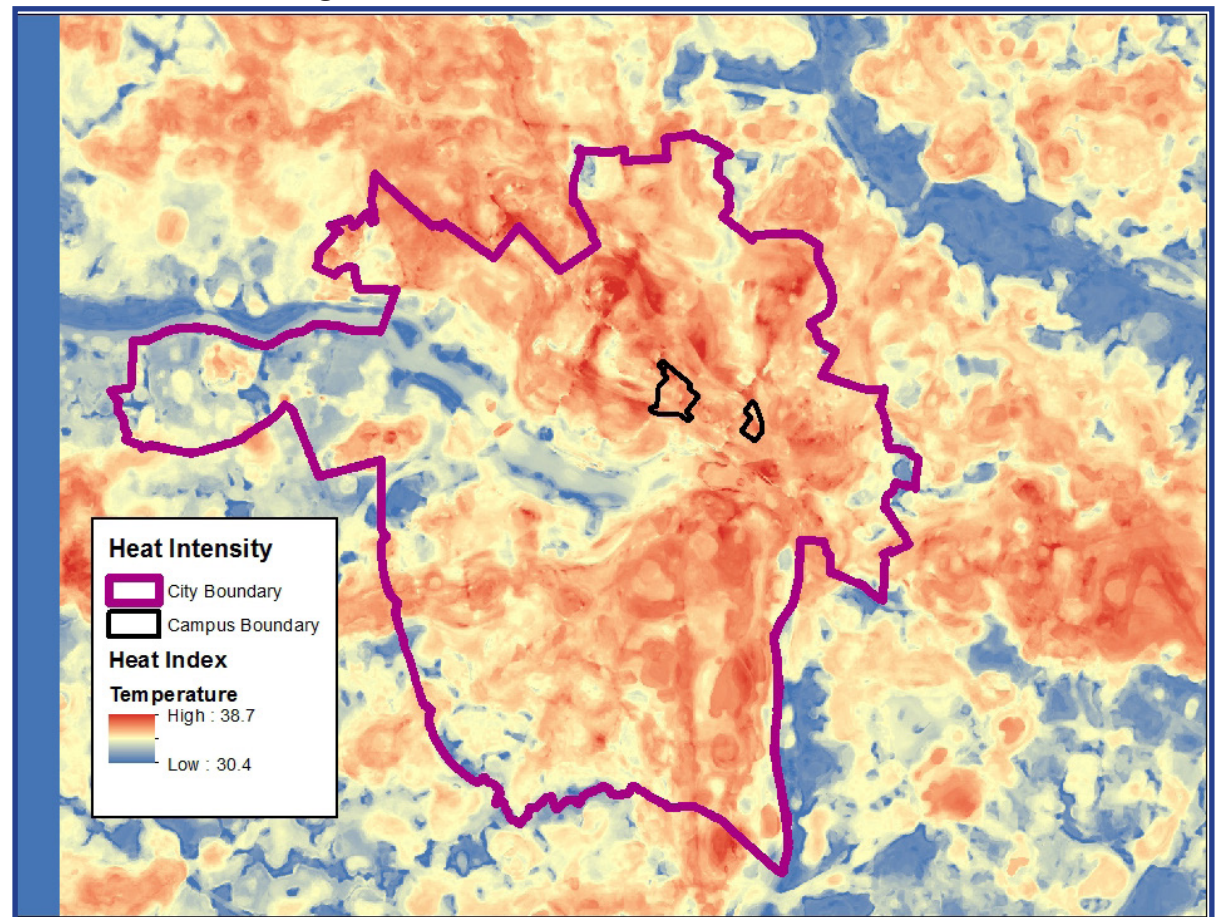 Heat Intensity
City Boundary
Campus Boundary
Heat Index
Temperature
High : 38.7
Low : 30.4